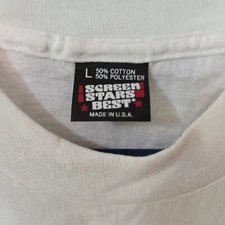 L 50% COTTON
50% POLYESTER
SCREEN
STARS
BEST
MADE IN U.S.A.